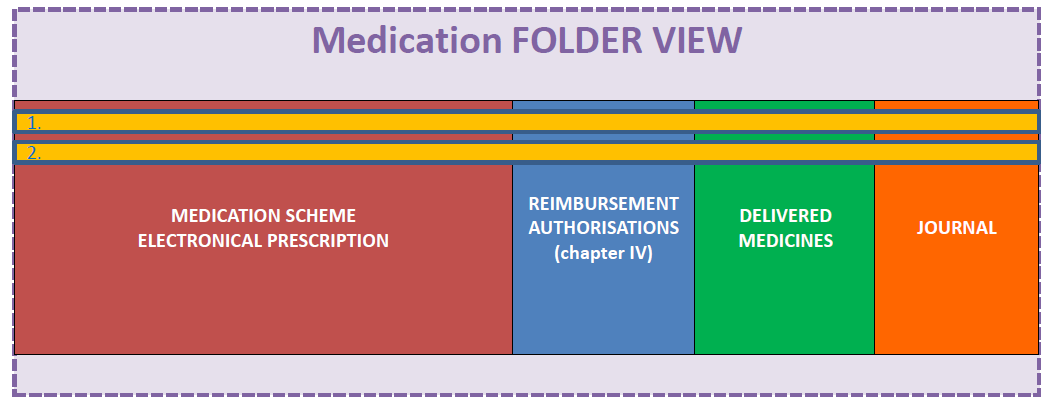 Medication FOLDER VIEW
1.
2.
MEDICATION SCHEME
ELECTRONICAL PRESCRIPTION
REIMBURSEMENT
AUTHORISATIONS
(chapter IV)
DELIVERED
MEDICINES
JOURNAL